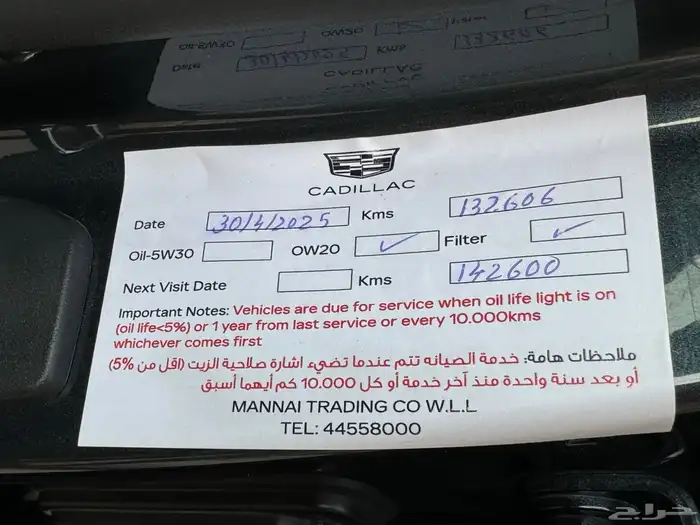 CADILLAC
Date 30/4/2025 Kms 132.606
Oil-5W30 OW20 ✓ Filter ✓
Next Visit Date Kms 142600
Important Notes: Vehicles are due for service when oil life light is on
(oil life<5%) or 1 year from last service or every 10.000kms
whichever comes first
ملاحظات هامة: خدمة الصيانه تتم عندما تضيء اشارة صلاحية الزيت (اقل من 5%)
أو بعد سنة واحدة منذ آخر خدمة أو كل 10.000 كم أيهما أسبق
MANNAI TRADING CO W.L.L
TEL: 44558000
حراج